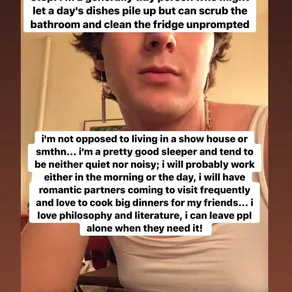 let a day's dishes pile up but can scrub the
bathroom and clean the fridge unprompted
i'm not opposed to living in a show house or
smthn... i'm a pretty good sleeper and tend to
be neither quiet nor noisy; i will probably work
either in the morning or the day, i will have
romantic partners coming to visit frequently
and love to cook big dinners for my friends... i
love philosophy and literature, i can leave ppl
alone when they need it!